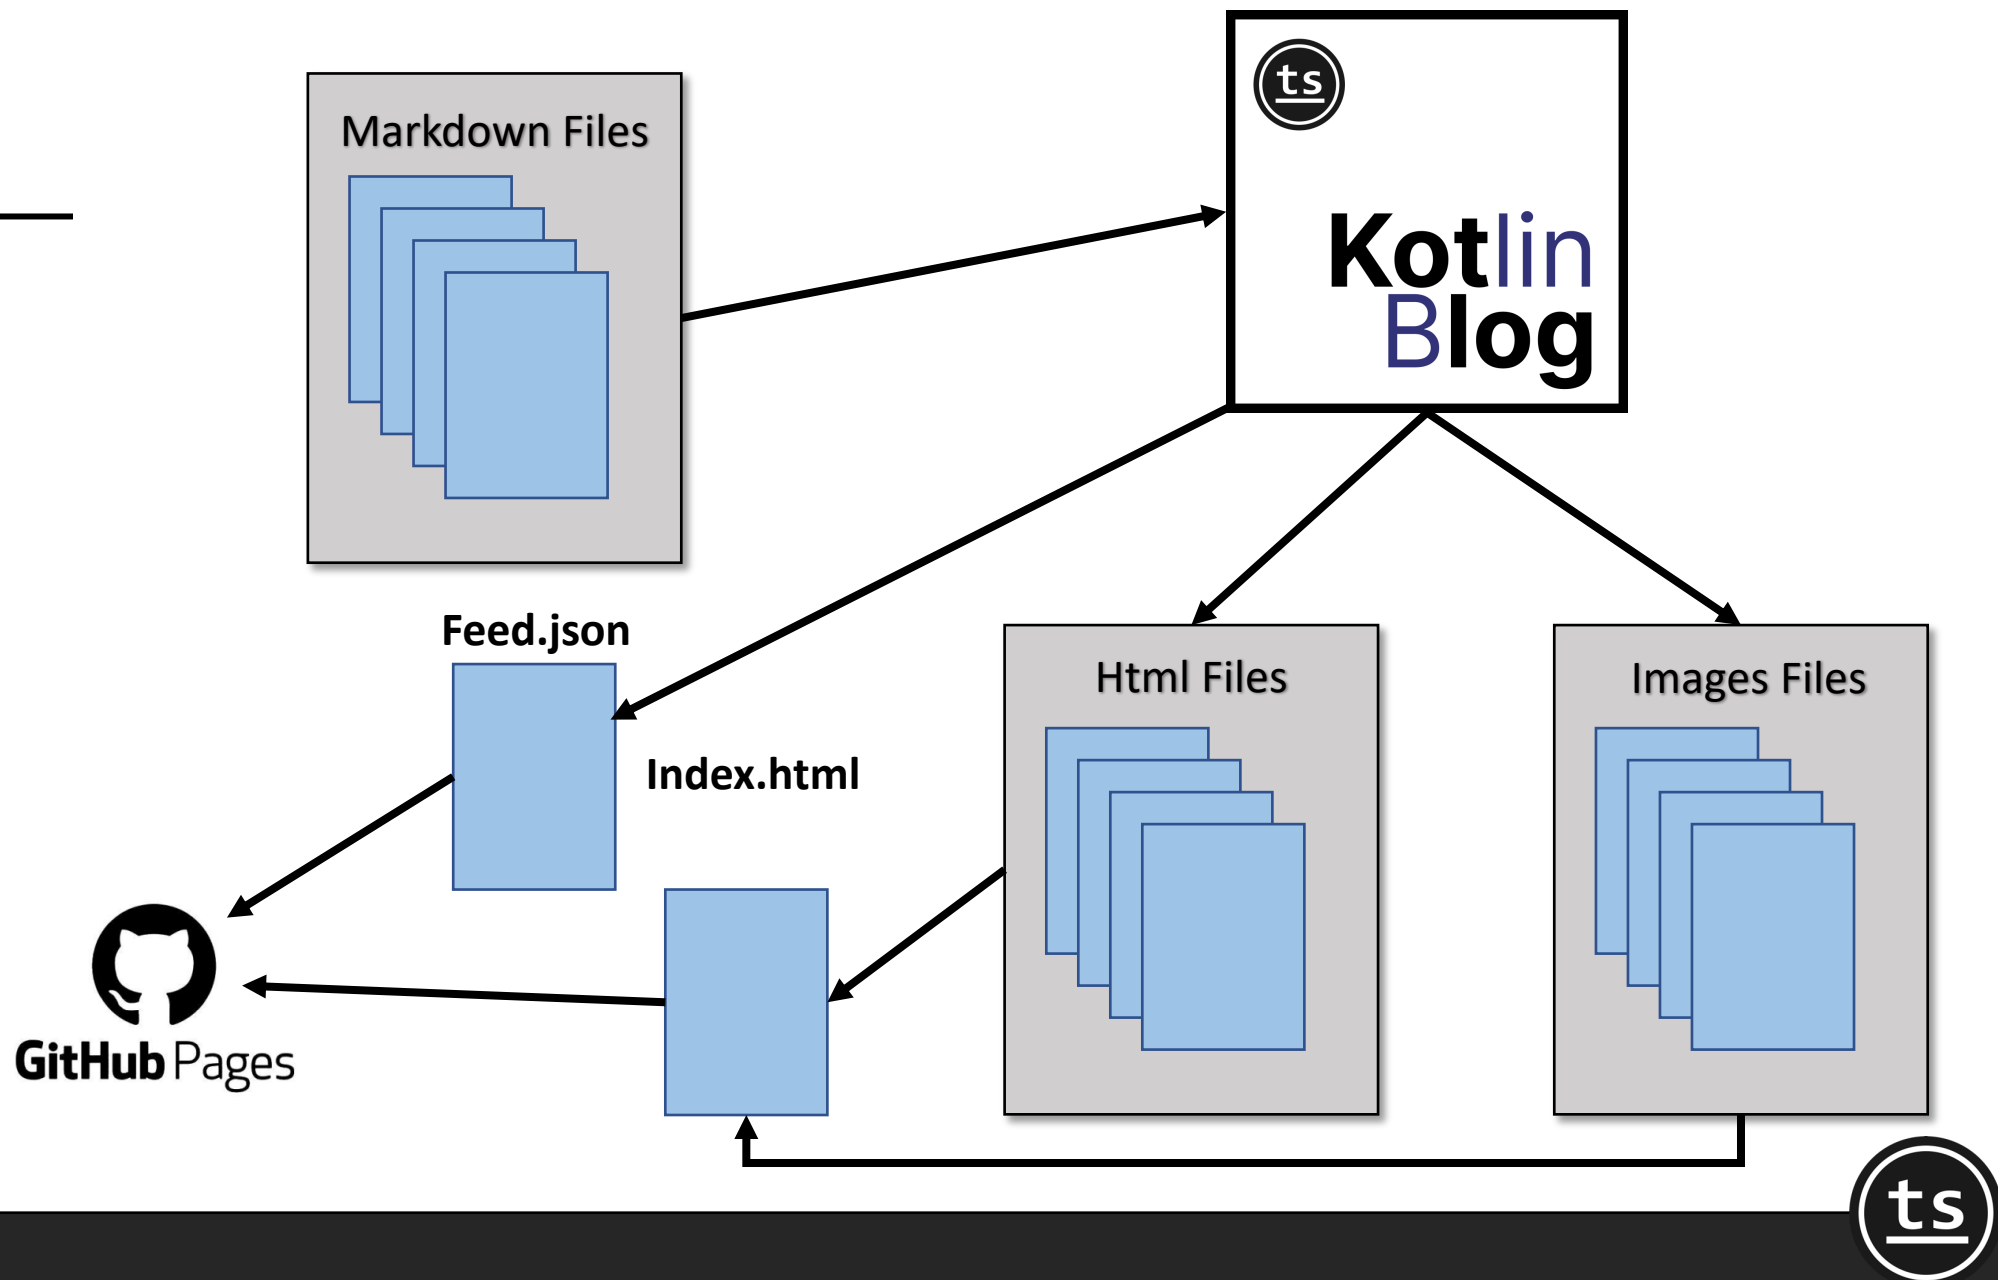 Markdown Files
ts
Kotlin
Blog
Feed.json
Index.html
Html Files
Images Files
GitHub Pages
ts